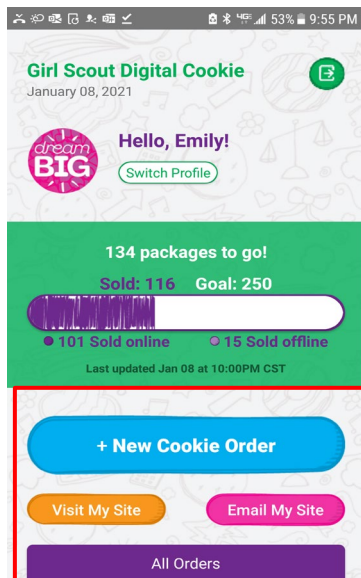 53% 9:55 PM
Girl Scout Digital Cookie
January 08, 2021
dream
BIG
Hello, Emily!
Switch Profile
134 packages to go!
Sold: 116 Goal: 250
101 Sold online 15 Sold offline
Last updated Jan 08 at 10:00PM CST
+ New Cookie Order
Visit My Site Email My Site
All Orders